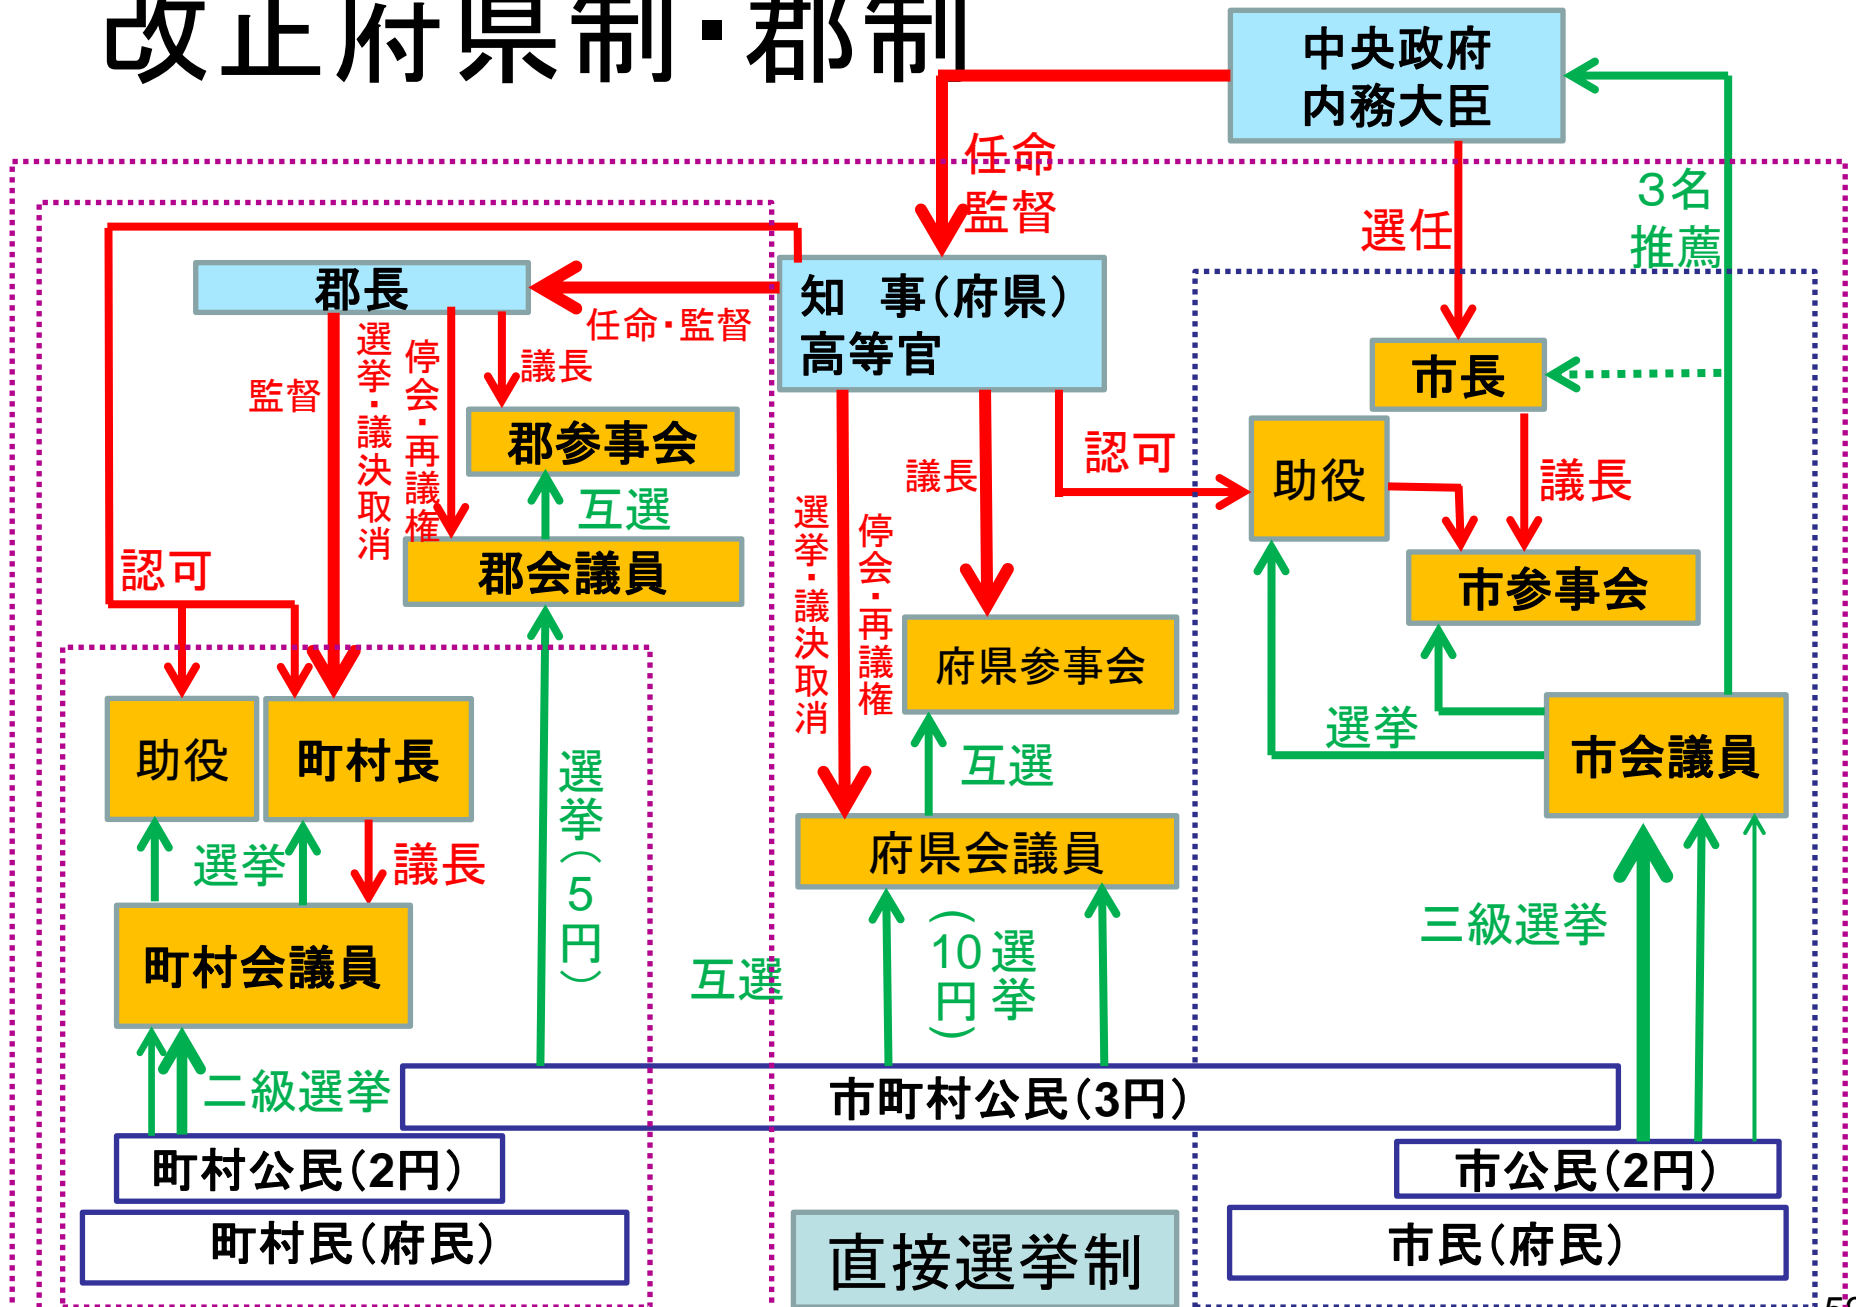 改正府県制・郡制
中央政府
内務大臣
任命
監督
選任
3名
推薦
郡長
知　事(府県)
高等官
任命・監督
選挙・議決取消
停会・再議権
議長
監督
市長
郡参事会
認可
助役
議長
議長
互選
選挙・議決取消
停会・再議権
郡会議員
認可
市参事会
府県参事会
助役
町村長
選挙
市会議員
互選
選挙(5円)
選挙
議長
府県会議員
町村会議員
互選
選挙
(10円)
三級選挙
二級選挙
市町村公民(3円)
町村公民(2円)
市公民(2円)
町村民(府民)
直接選挙制
市民(府民)